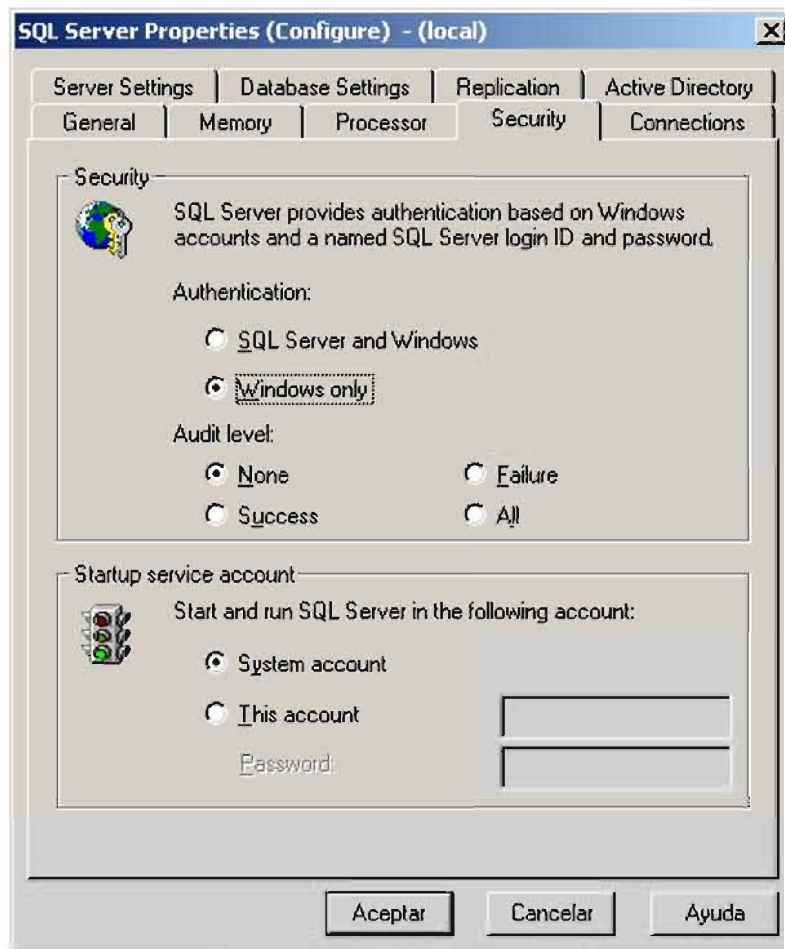 SQL Server Properties (Configure) - (local)
Server Settings Database Settings Replication Active Directory
General Memory Processor Security Connections
Security
SQL Server provides authentication based on Windows
accounts and a named SQL Server login ID and password.
Authentication:
SQL Server and Windows
Windows only
Audit level:
None Failure
Success All
Startup service account
Start and run SQL Server in the following account:
System account
This account
Password:
Aceptar Cancelar Ayuda